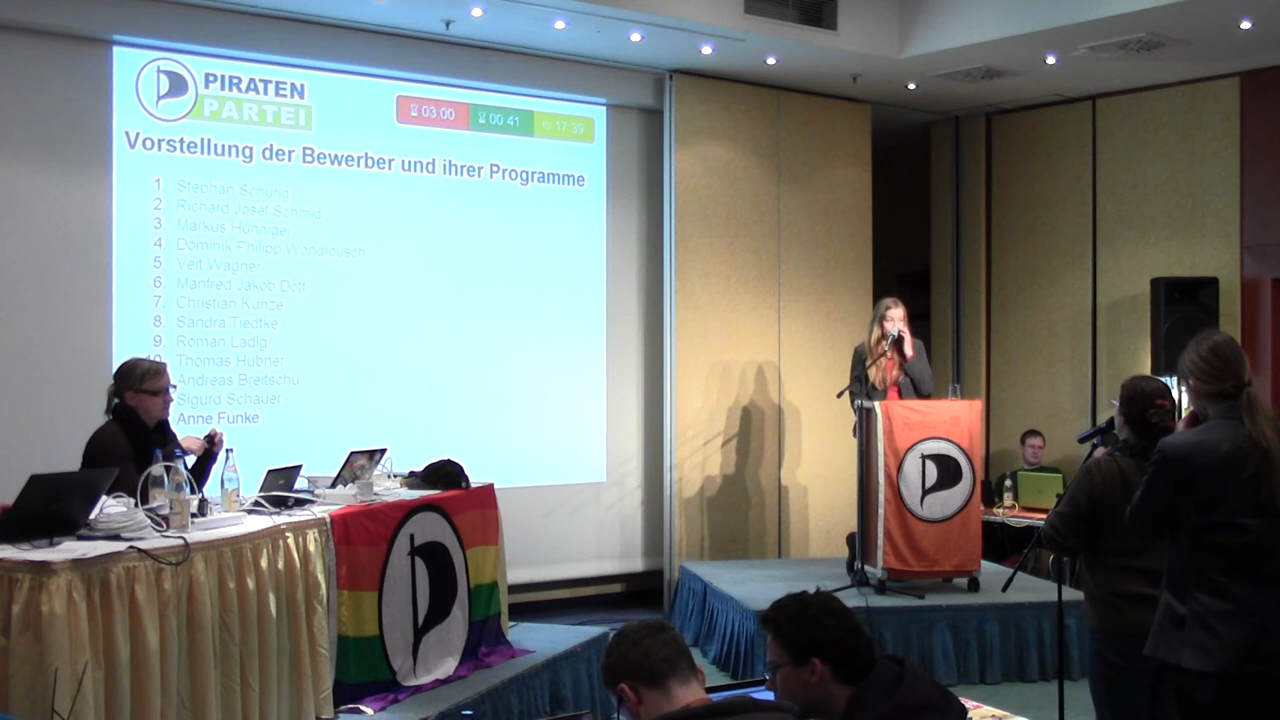 PIRATEN
PARTEI
03:00 00 41 17:39
Vorstellung der Bewerber und ihrer Programme
1. Stephan Schurig
2. Richard Josef Schmid
3. Markus Hünniger
4. Dominik Philipp Wondrousch
5. Veit Wagner
6. Manfred Jakob Dott
7. Christian Kunze
8. Sandra Tiedtke
9. Roman Ladig
10. Thomas Hübner
Andreas Breitschu
Sigurd Schauer
Anne Funke